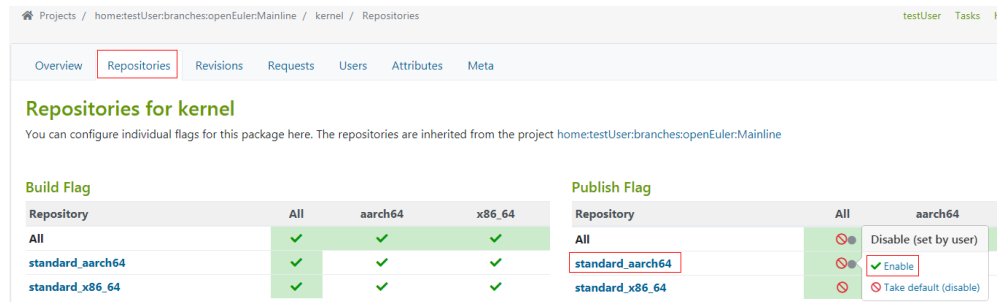 Projects / home:testUser:branches:openEuler:Mainline / kernel / Repositories testUser Tasks
Overview Repositories Revisions Requests Users Attributes Meta
Repositories for kernel
You can configure individual flags for this package here. The repositories are inherited from the project home:testUser:branches:openEuler:Mainline
Build Flag
Repository All aarch64 x86_64
All
standard_aarch64
standard_x86_64
Publish Flag
Repository All aarch64
All
standard_aarch64
standard_x86_64
Disable (set by user)
Enable
Take default (disable)